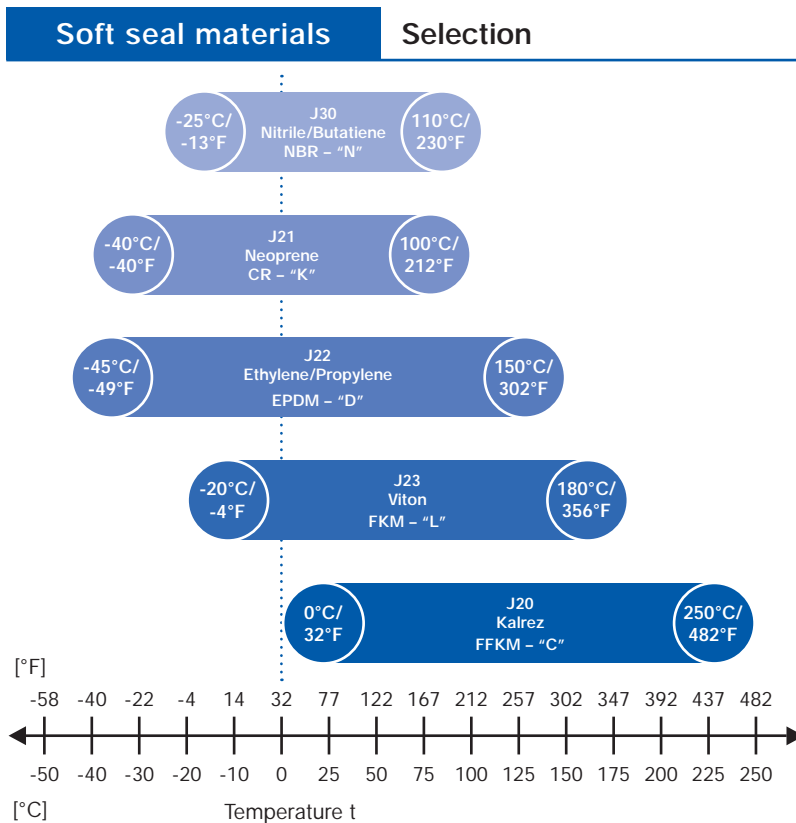 Soft seal materials Selection
-25°C/
-13°F
J30
Nitrile/Butatiene
NBR – “N”
110°C/
230°F
-40°C/
-40°F
J21
Neoprene
CR – “K”
100°C/
212°F
-45°C/
-49°F
J22
Ethylene/Propylene
EPDM – “D”
150°C/
302°F
-20°C/
-4°F
J23
Viton
FKM – “L”
180°C/
356°F
0°C/
32°F
J20
Kalrez
FFKM – “C”
250°C/
482°F
[°F]
-58 -40 -22 -4 14 32 77 122 167 212 257 302 347 392 437 482
-50 -40 -30 -20 -10 0 25 50 75 100 125 150 175 200 225 250
[°C] Temperature t